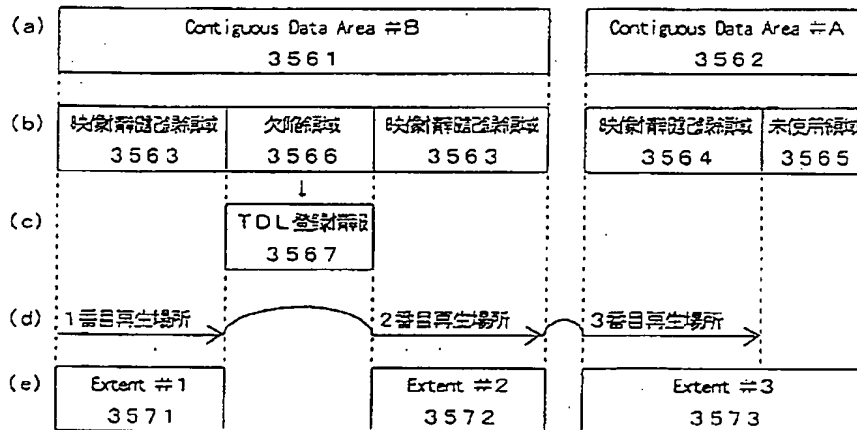 (a) Contiguous Data Area #B Contiguous Data Area #A
3561 3562
(b) 映像情報記録領域 欠陥領域 映像情報記録領域 映像情報記録領域 未使用領域
3563 3566 3563 3564 3565
↓
(c) TDL登録情報
3567
(d) 1番目再生場所 2番目再生場所 3番目再生場所
(e) Extent #1 Extent #2 Extent #3
3571 3572 3573